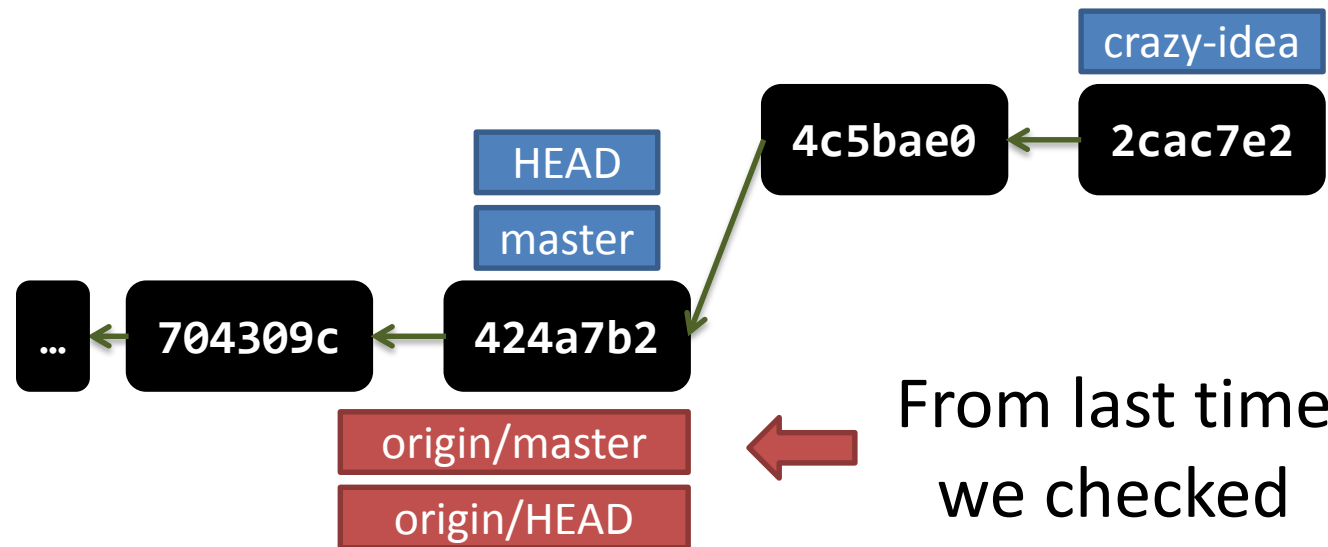 crazy-idea
4c5bae0
2cac7e2
HEAD
master
…
704309c
424a7b2
origin/master
origin/HEAD
From last time
we checked